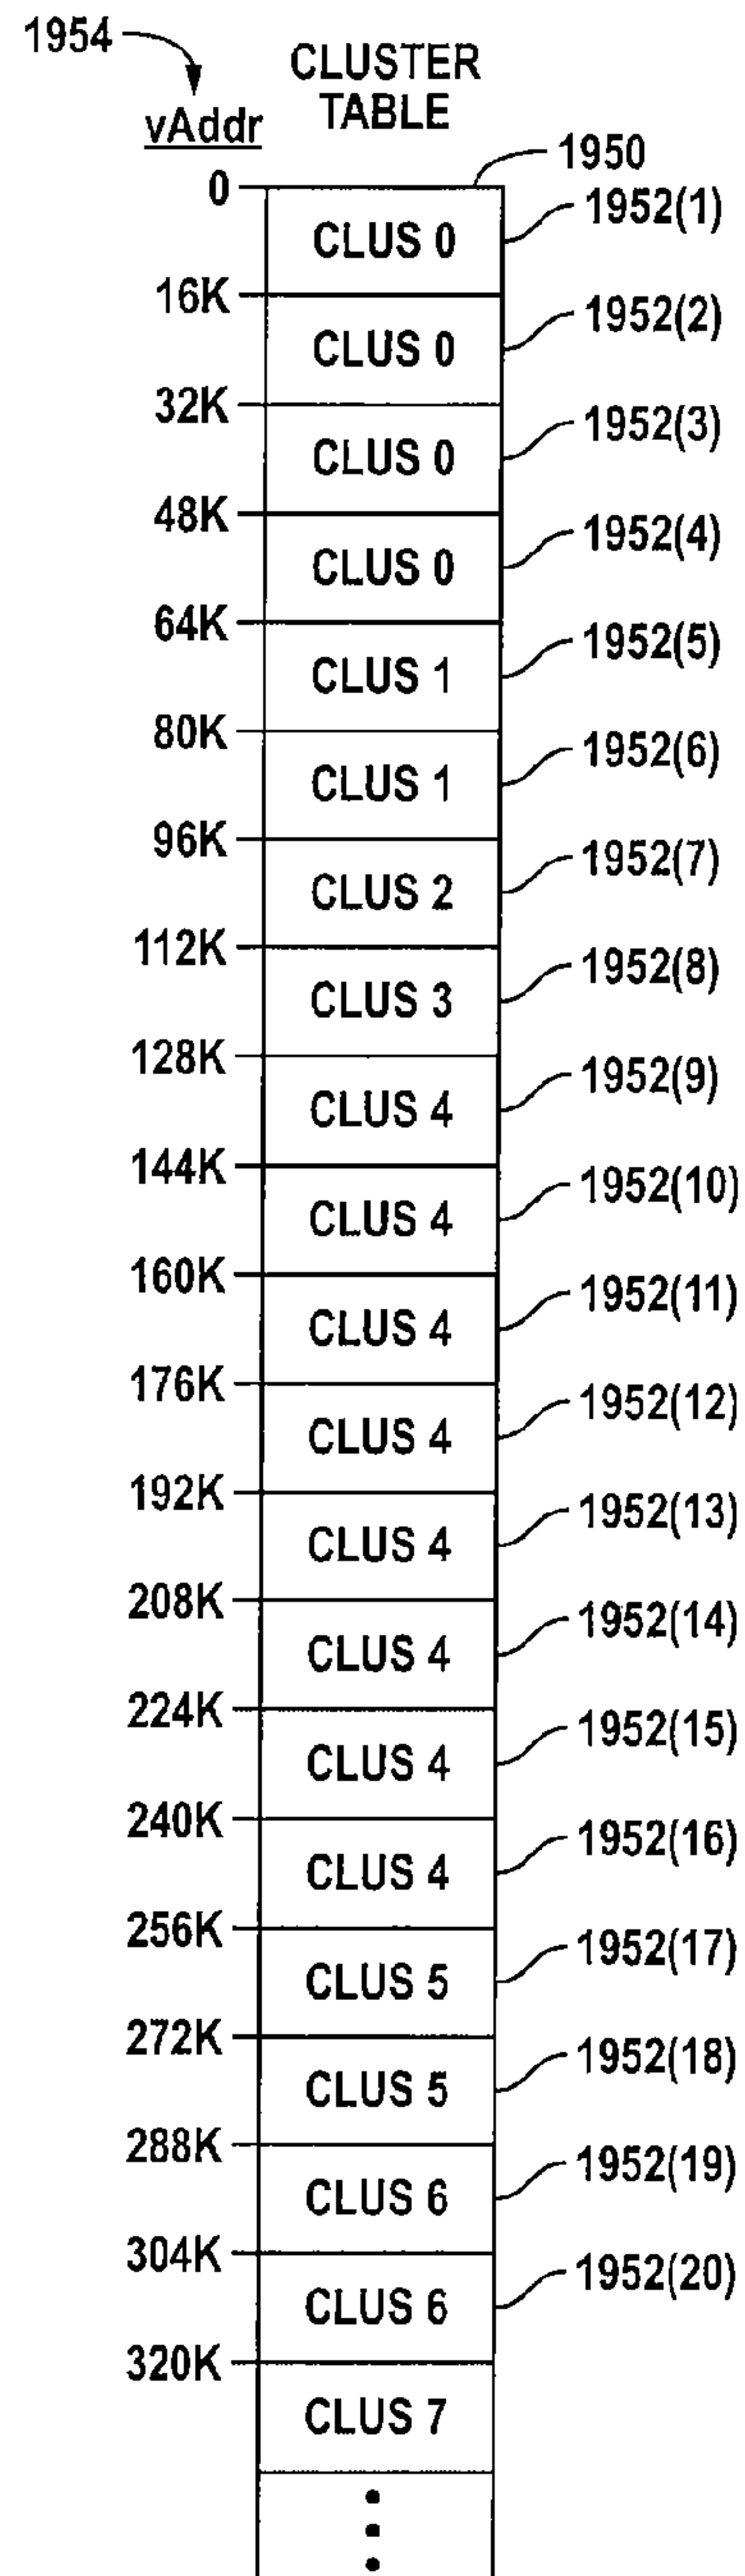 1954
CLUSTER
TABLE
vAddr
1950
0
1952(1)
CLUS 0
16K
1952(2)
CLUS 0
32K
1952(3)
CLUS 0
48K
1952(4)
CLUS 0
64K
1952(5)
CLUS 1
80K
1952(6)
CLUS 1
96K
1952(7)
CLUS 2
112K
1952(8)
CLUS 3
128K
1952(9)
CLUS 4
144K
1952(10)
CLUS 4
160K
1952(11)
CLUS 4
176K
1952(12)
CLUS 4
192K
1952(13)
CLUS 4
208K
1952(14)
CLUS 4
224K
1952(15)
CLUS 4
240K
1952(16)
CLUS 4
256K
1952(17)
CLUS 5
272K
1952(18)
CLUS 5
288K
1952(19)
CLUS 6
304K
1952(20)
CLUS 6
320K
CLUS 7